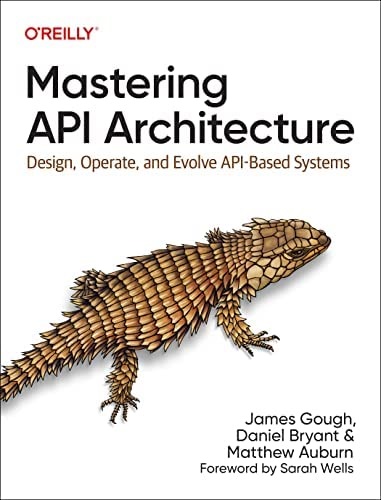 O'REILLY®
Mastering
API Architecture
Design, Operate, and Evolve API-Based Systems
James Gough,
Daniel Bryant &
Matthew Auburn
Foreword by Sarah Wells